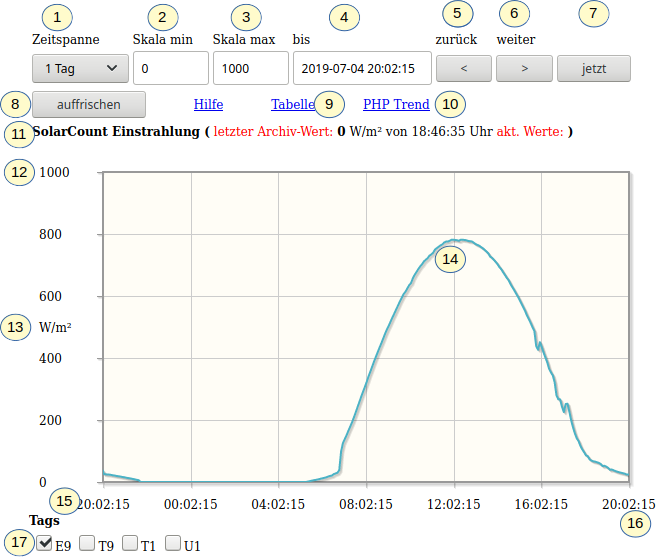 1 2 3 4 5 6 7
Zeitspanne Skala min Skala max bis zurück weiter
1 Tag 0 1000 2019-07-04 20:02:15 < > jetzt
8 auffrischen Hilfe Tabelle 9 PHP Trend 10
11 SolarCount Einstrahlung ( letzter Archiv-Wert: 0 W/m² von 18:46:35 Uhr akt. Werte: )
12 1000
800
14
600
13 W/m²
400
200
0
15 20:02:15 00:02:15 04:02:15 08:02:15 12:02:15 16:02:15 20:02:15
Tags 16
17 E9 T9 T1 U1